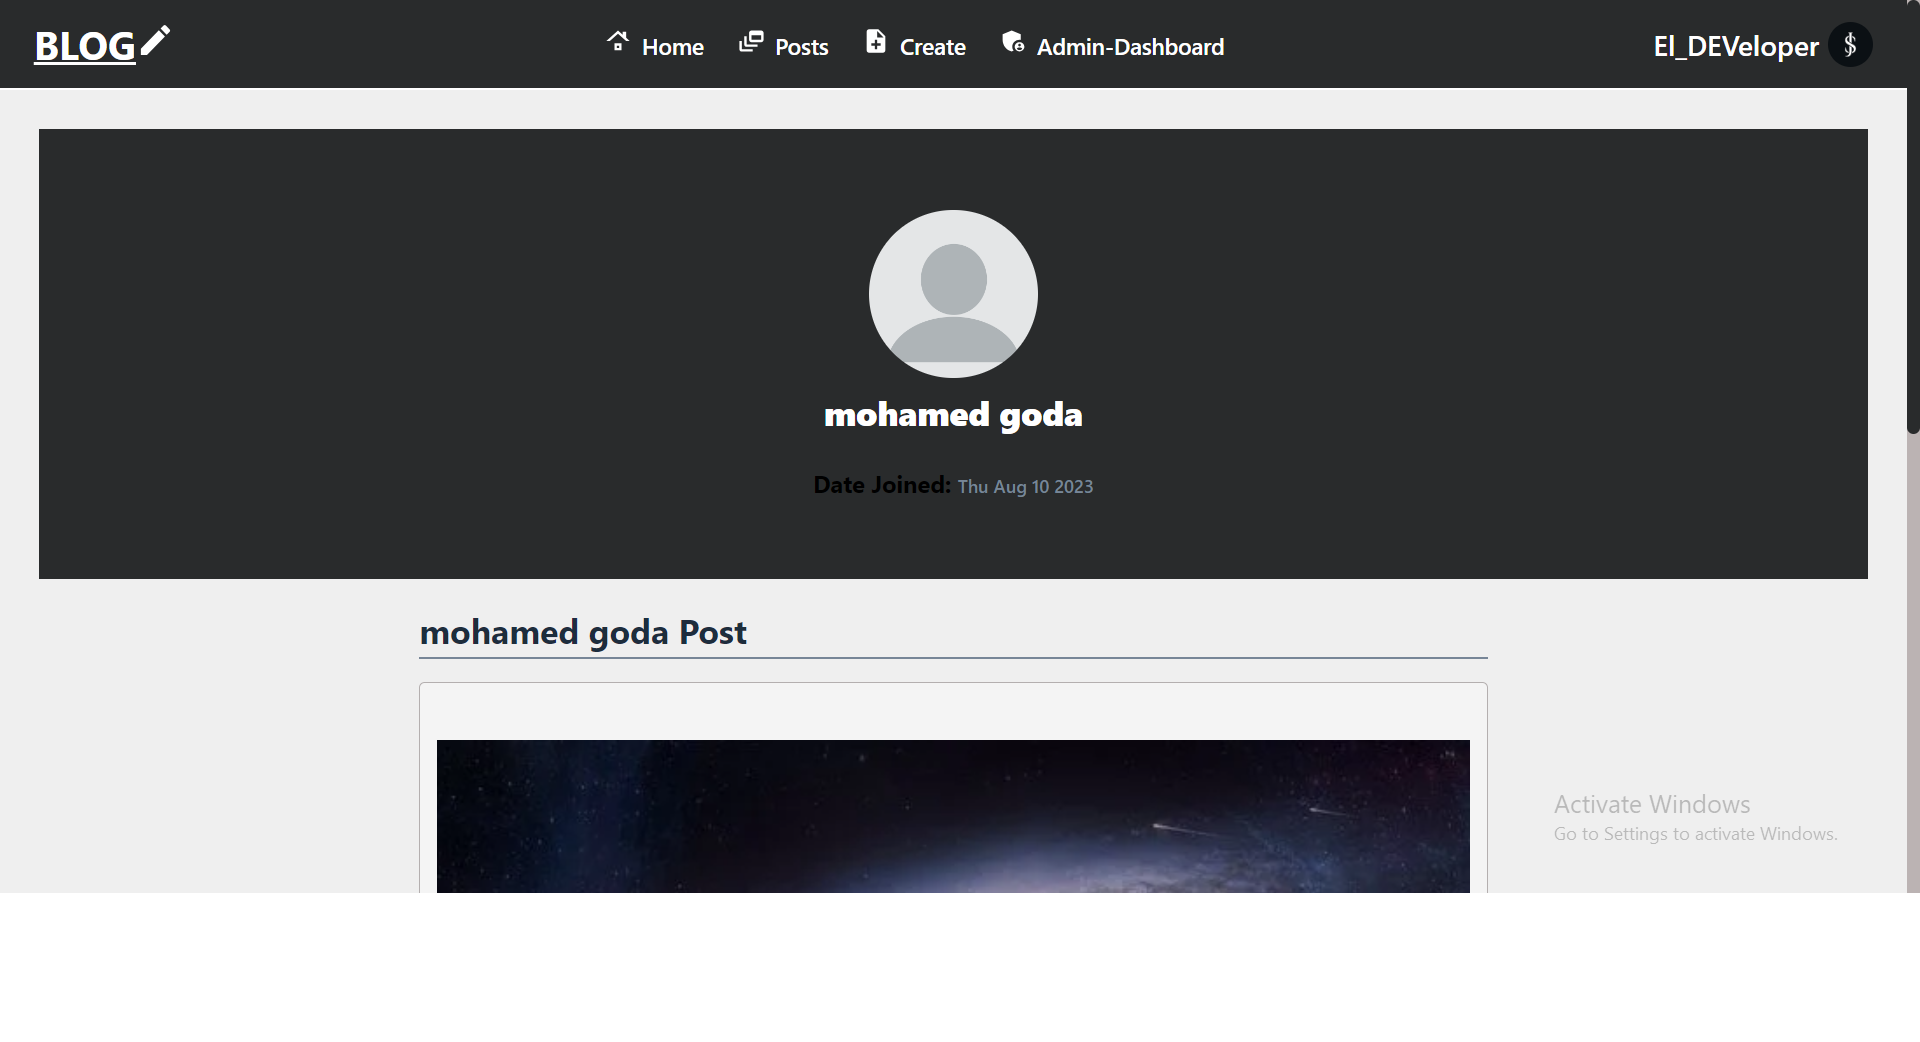 BLOG
Home
Posts
Create
Admin-Dashboard
El_DEVeloper
mohamed goda
Date Joined: Thu Aug 10 2023
mohamed goda Post
Activate Windows
Go to Settings to activate Windows.